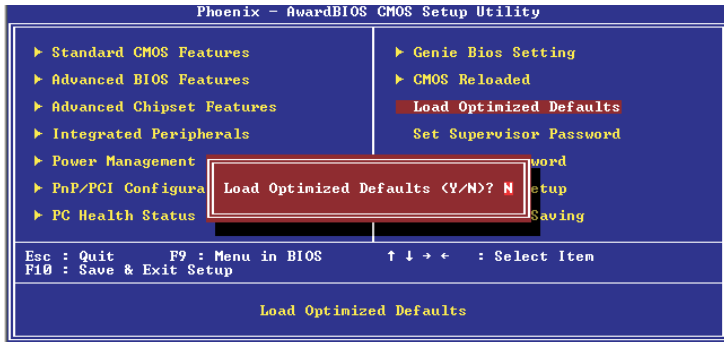 Phoenix - AwardBIOS CMOS Setup Utility
► Standard CMOS Features
► Advanced BIOS Features
► Advanced Chipset Features
► Integrated Peripherals
► Power Management
► PnP/PCI Configura
► PC Health Status
► Genie Bios Setting
► CMOS Reloaded
Load Optimized Defaults
Set Supervisor Password
word
etup
Saving
Load Optimized Defaults (Y/N)? N
Esc : Quit F9 : Menu in BIOS ↑ ↓ → ← : Select Item
F10 : Save & Exit Setup
Load Optimized Defaults